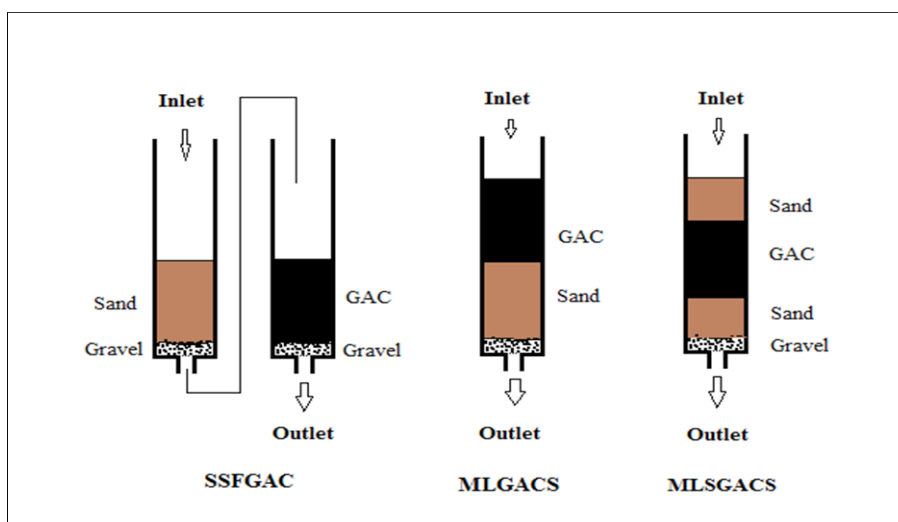 Inlet
Sand
Gravel
GAC
Gravel
Outlet
SSFGAC
Inlet
GAC
Sand
Outlet
MLGACS
Inlet
Sand
GAC
Sand
Gravel
Outlet
MLSGACS